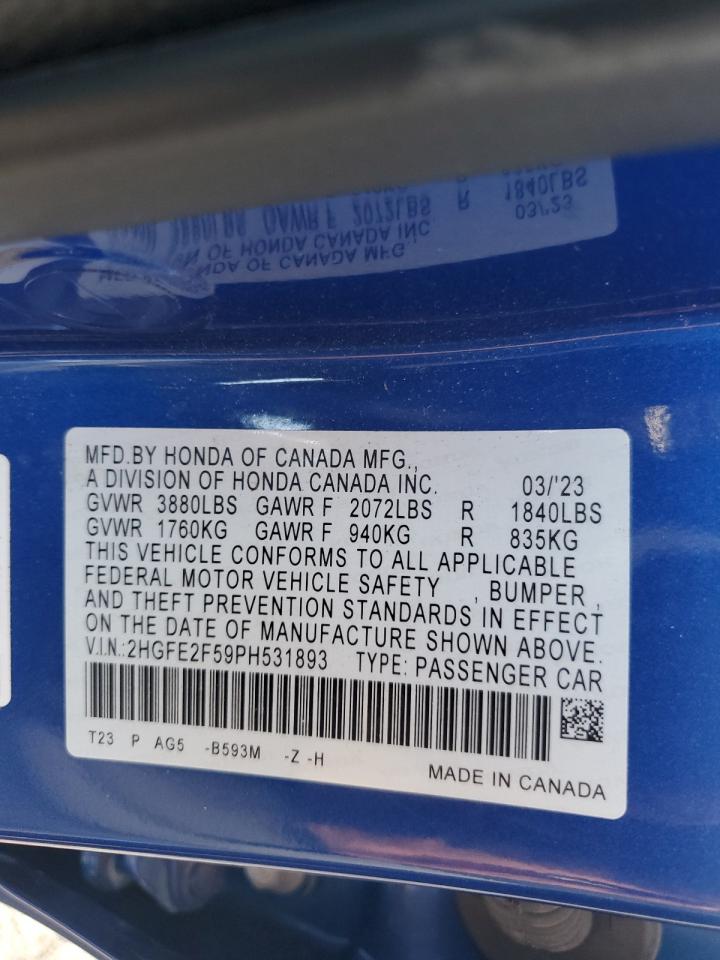 MFD.BY HONDA OF CANADA MFG.,
A DIVISION OF HONDA CANADA INC. 03/'23
GVWR 3880LBS GAWR F 2072LBS R 1840LBS
GVWR 1760KG GAWR F 940KG R 835KG
THIS VEHICLE CONFORMS TO ALL APPLICABLE
FEDERAL MOTOR VEHICLE SAFETY , BUMPER ,
AND THEFT PREVENTION STANDARDS IN EFFECT
ON THE DATE OF MANUFACTURE SHOWN ABOVE.
V.I.N.:2HGFE2F59PH531893 TYPE: PASSENGER CAR
T23 P AG5 -B593M -Z -H
MADE IN CANADA